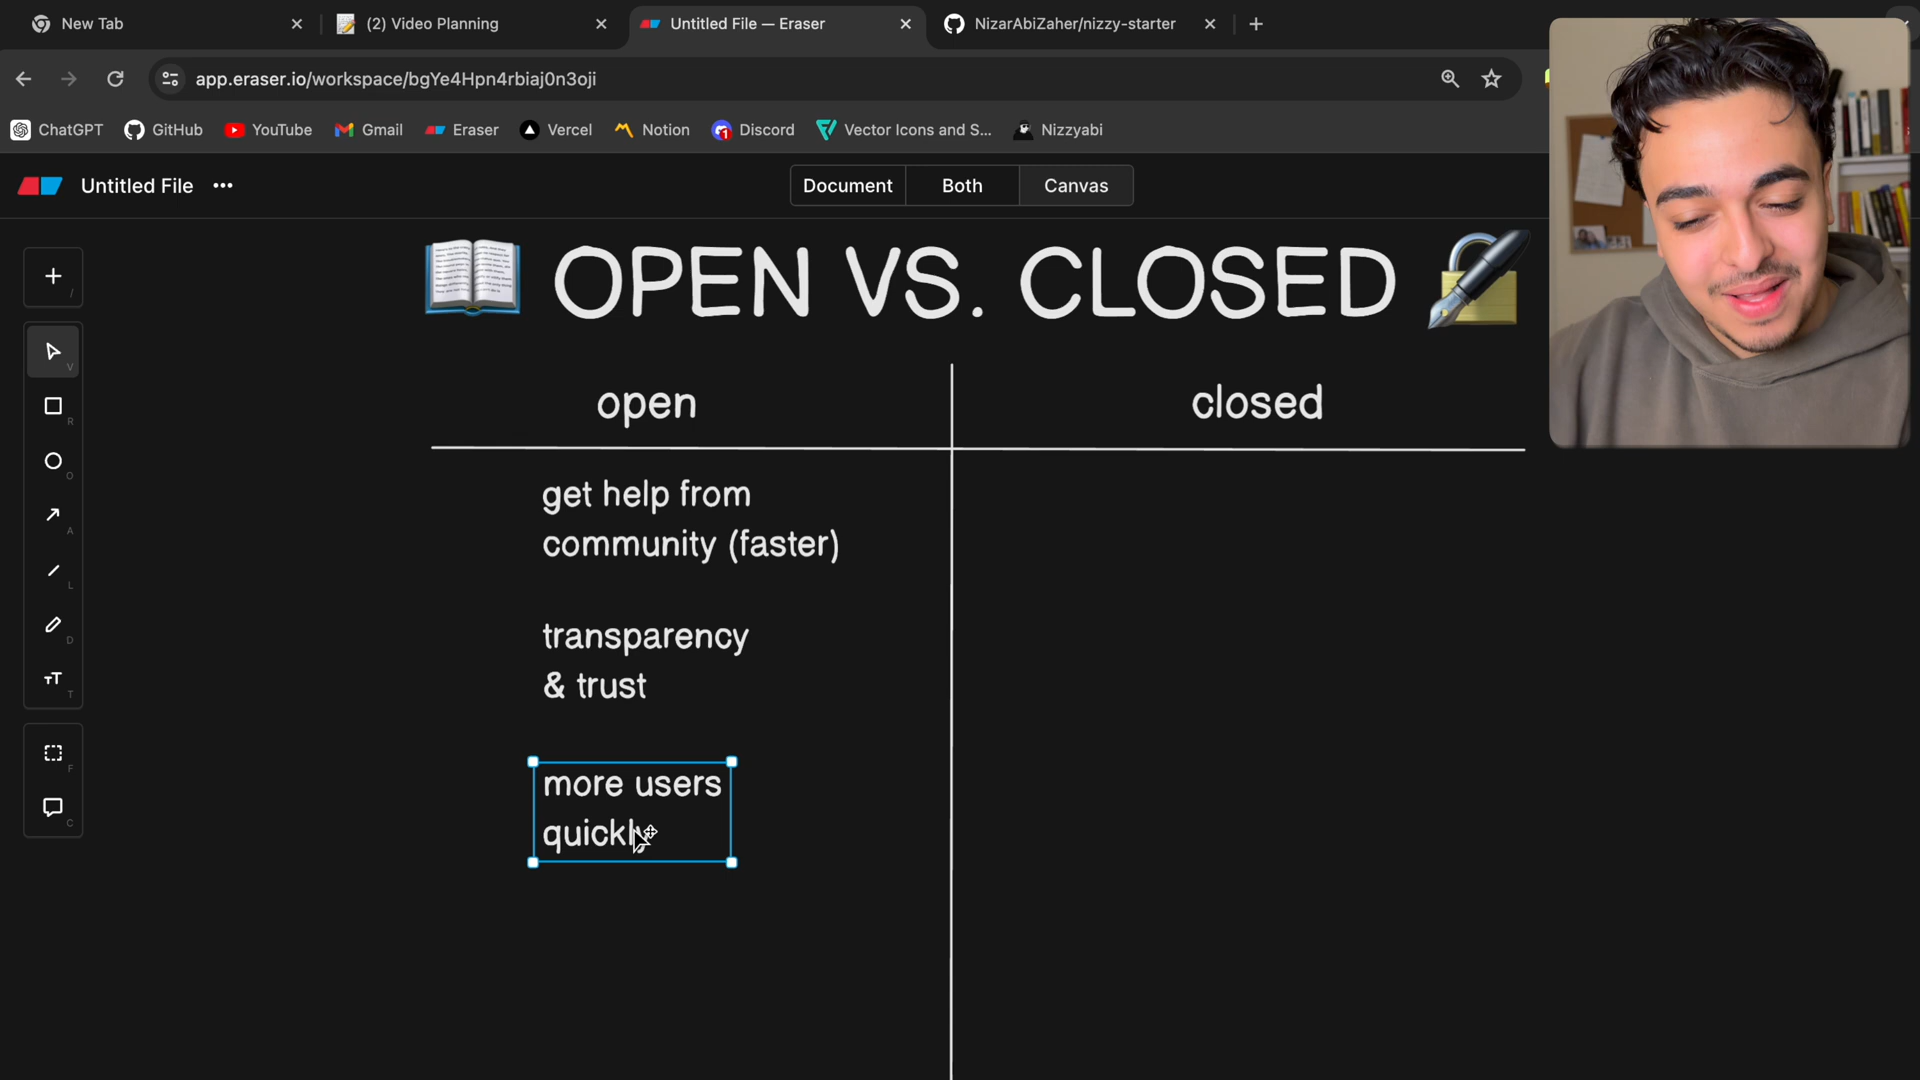 New Tab
(2) Video Planning
Untitled File — Eraser
NizarAbiZaher/nizzy-starter
app.eraser.io/workspace/bgYe4Hpn4rbiaj0n3oji
ChatGPT
GitHub
YouTube
Gmail
Eraser
Vercel
Notion
Discord
Vector Icons and S...
Nizzyabi
Untitled File
Document
Both
Canvas
OPEN VS. CLOSED
open
closed
get help from
community (faster)
transparency
& trust
more users
quickly
/
V
R
O
A
L
D
T
F
C